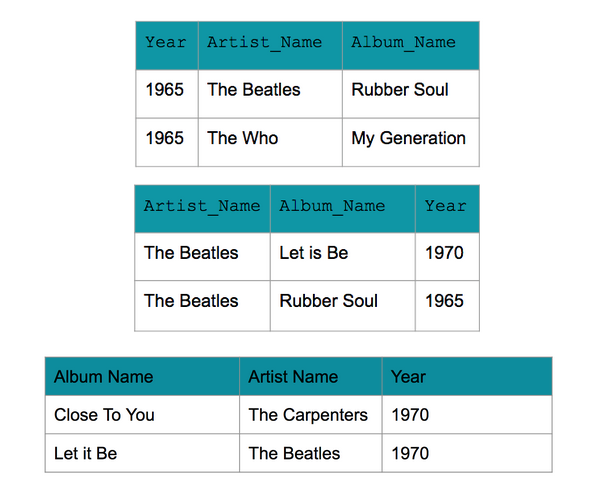 Year Artist_Name Album_Name
1965 The Beatles Rubber Soul
1965 The Who My Generation
Artist_Name Album_Name Year
The Beatles Let is Be 1970
The Beatles Rubber Soul 1965
Album Name Artist Name Year
Close To You The Carpenters 1970
Let it Be The Beatles 1970